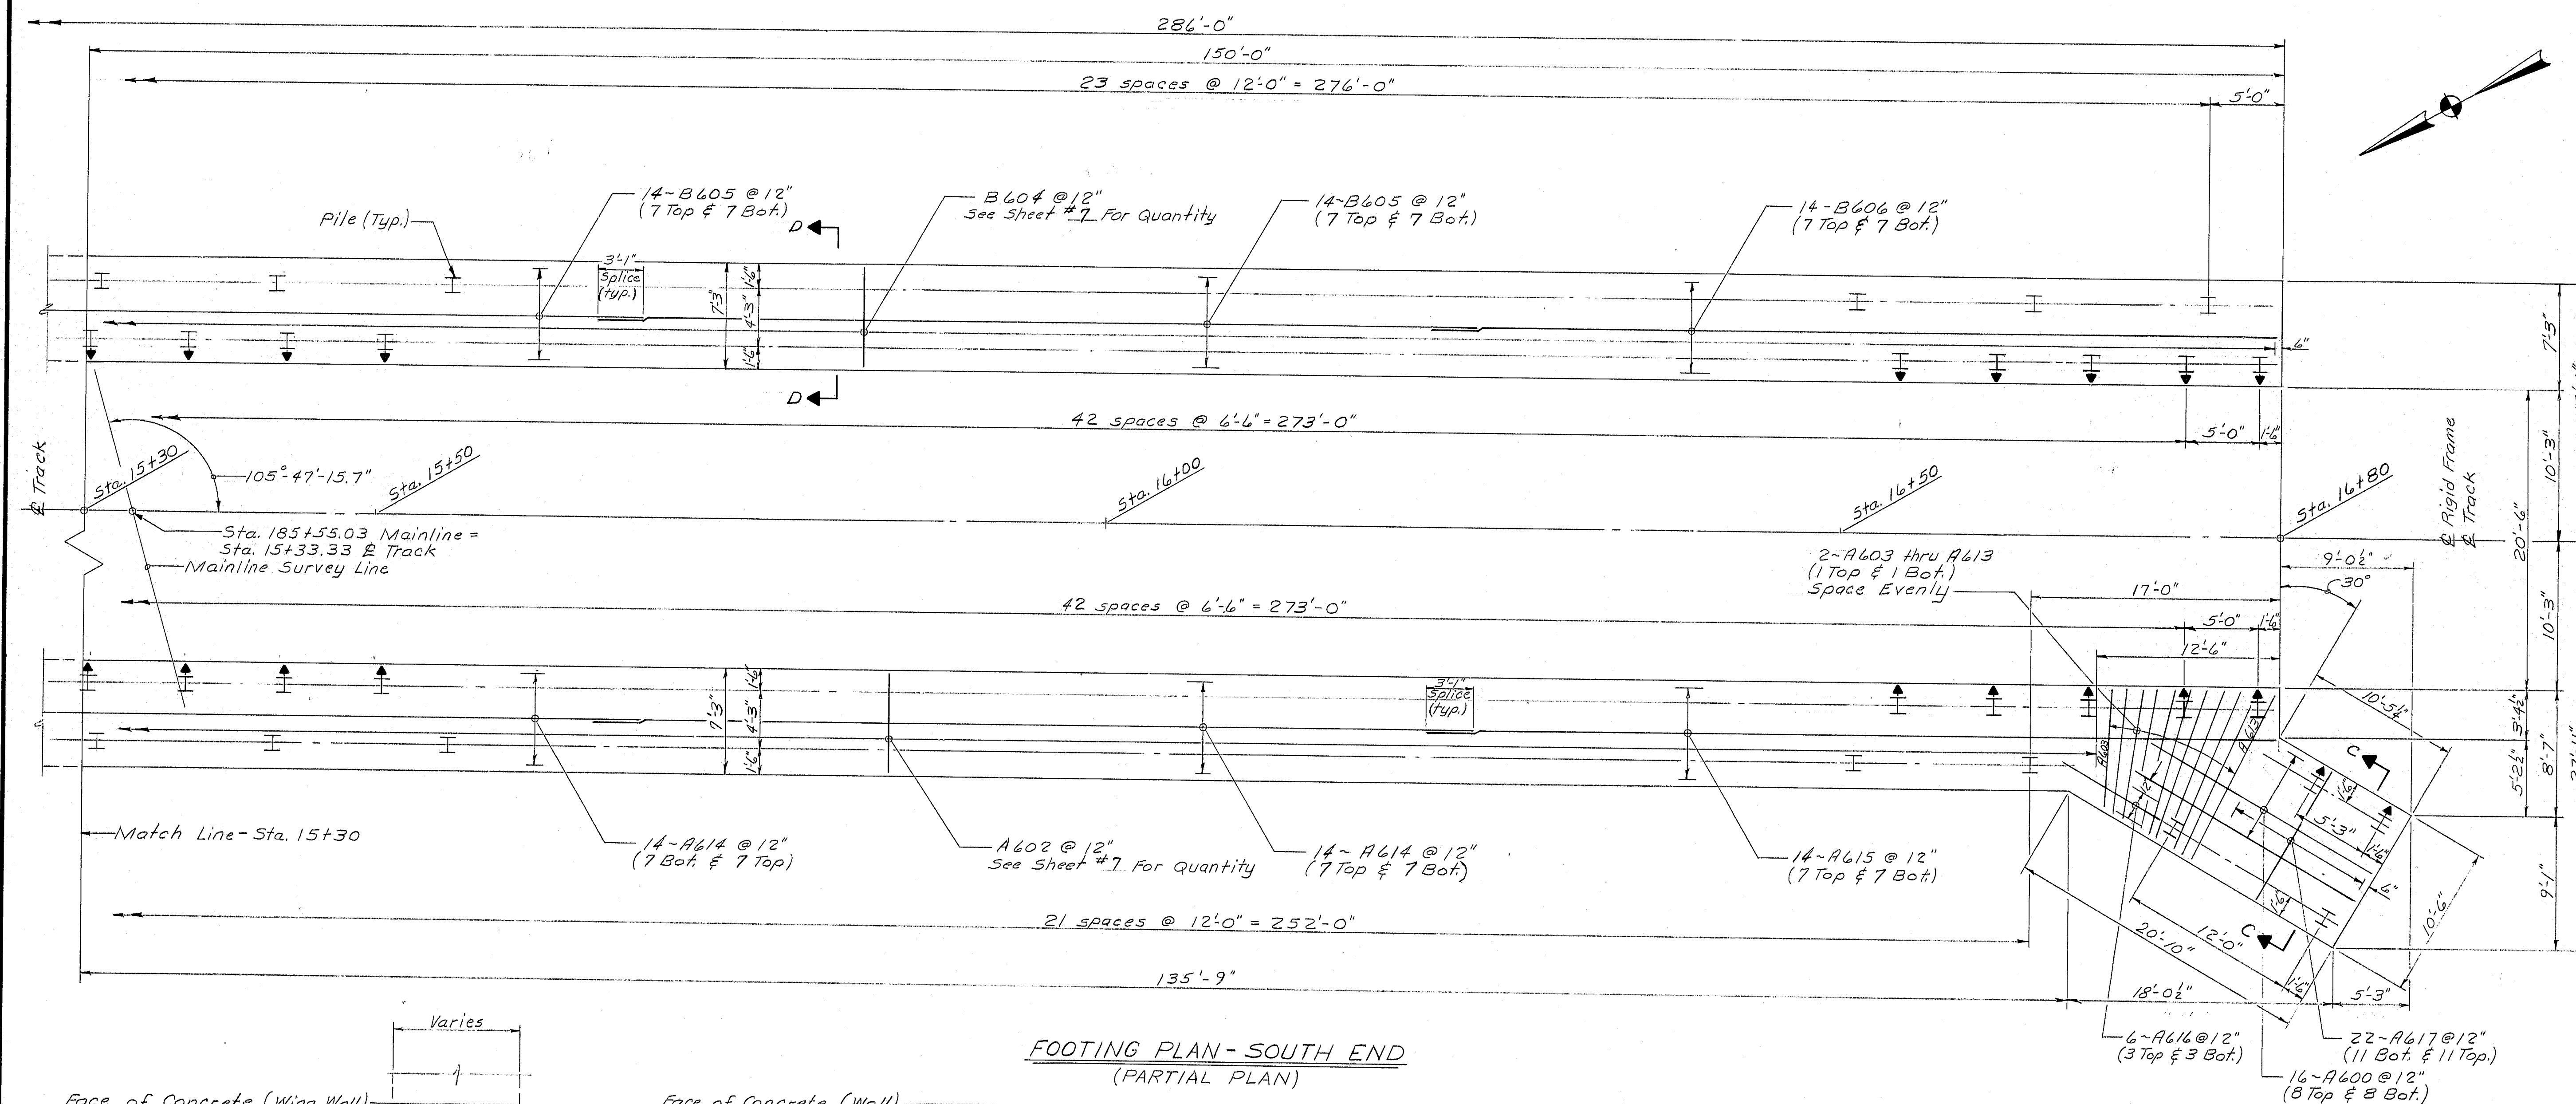 286'-0"
150'-0"
23 spaces @ 12'-0" = 276'-0"
5'-0"
14~B605 @ 12"
(7 Top & 7 Bot.)
B604 @ 12"
See Sheet #7 For Quantity
14~B605 @ 12"
(7 Top & 7 Bot.)
14-B606 @ 12"
(7 Top & 7 Bot.)
Pile (Typ.)
D
3'-1"
Splice
(typ.)
7'-3"
1'-6"
4'-3"
1'-6"
D
6"
7'-3"
42 spaces @ 6'-6" = 273'-0"
5'-0"
1'-6"
10'-3"
20'-6"
℄ Track
Sta. 15+30
105°-47'-15.7"
Sta. 15+50
Sta. 16+00
Sta. 16+50
Sta. 16+80
℄ Rigid Frame
℄ Track
Sta. 185+55.03 Mainline =
Sta. 15+33.33 ℄ Track
Mainline Survey Line
2~A603 thru A613
(1 Top & 1 Bot.)
Space Evenly
9'-0½"
30°
10'-3"
42 spaces @ 6'-6" = 273'-0"
17'-0"
5'-0"
1'-6"
12'-6"
7'-3"
1'-6"
4'-3"
1'-6"
3'-1"
Splice
(typ.)
A603
A613
12"
10'-5¼"
C
3'-4½"
5'-2½"
8'-7"
27'-11"
1'-6"
5'-3"
1'-6"
6"
1'-6"
Match Line - Sta. 15+30
14~A614 @ 12"
(7 Bot. & 7 Top)
A602 @ 12"
See Sheet #7 For Quantity
14~A614 @ 12"
(7 Top & 7 Bot.)
14~A615 @ 12"
(7 Top & 7 Bot.)
9'-1"
10'-6"
21 spaces @ 12'-0" = 252'-0"
20'-10"
12'-0"
C
1'-6"
135'-9"
18'-0½"
5'-3"
6~A616 @ 12"
(3 Top & 3 Bot.)
22~A617 @ 12"
(11 Bot. & 11 Top.)
16~A600 @ 12"
(8 Top & 8 Bot.)
Varies
FOOTING PLAN - SOUTH END
(PARTIAL PLAN)
Face of Concrete (Wing Wall)
Face of Concrete (Wall)